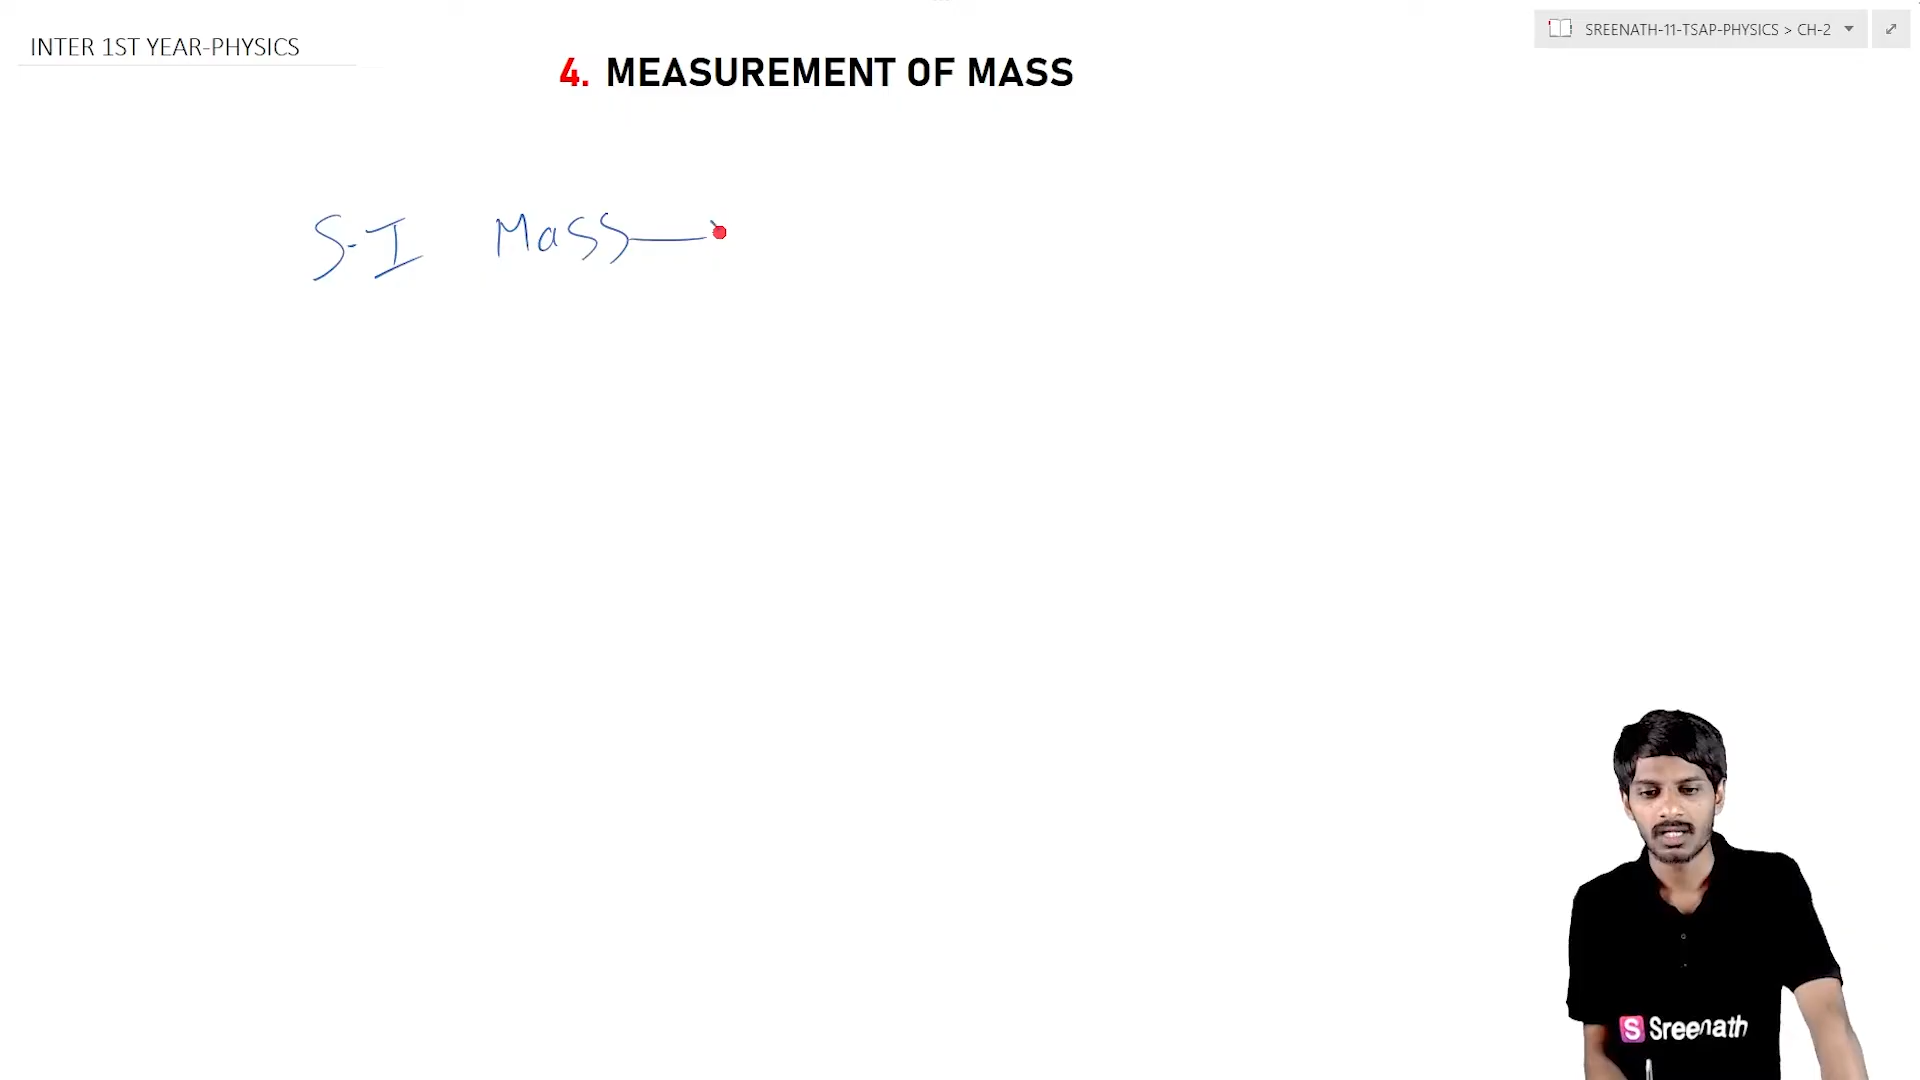 INTER 1ST YEAR-PHYSICS
SREENATH-11-TSAP-PHYSICS > CH-2
4. MEASUREMENT OF MASS
S.I Mass
S Sreenath